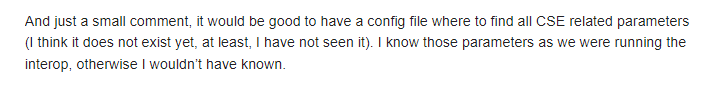 And just a small comment, it would be good to have a config file where to find all CSE related parameters
(I think it does not exist yet, at least, I have not seen it). I know those parameters as we were running the
interop, otherwise I wouldn't have known.